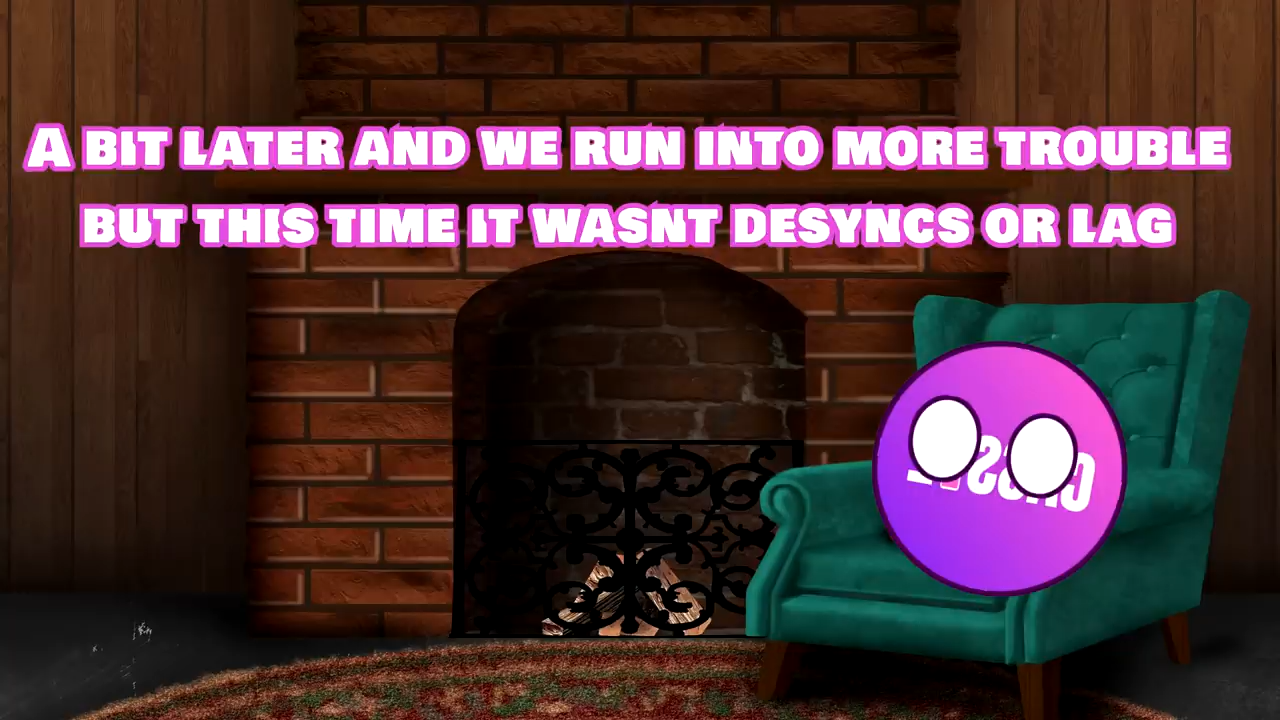 A BIT LATER AND WE RUN INTO MORE TROUBLE
BUT THIS TIME IT WASNT DESYNCS OR LAG